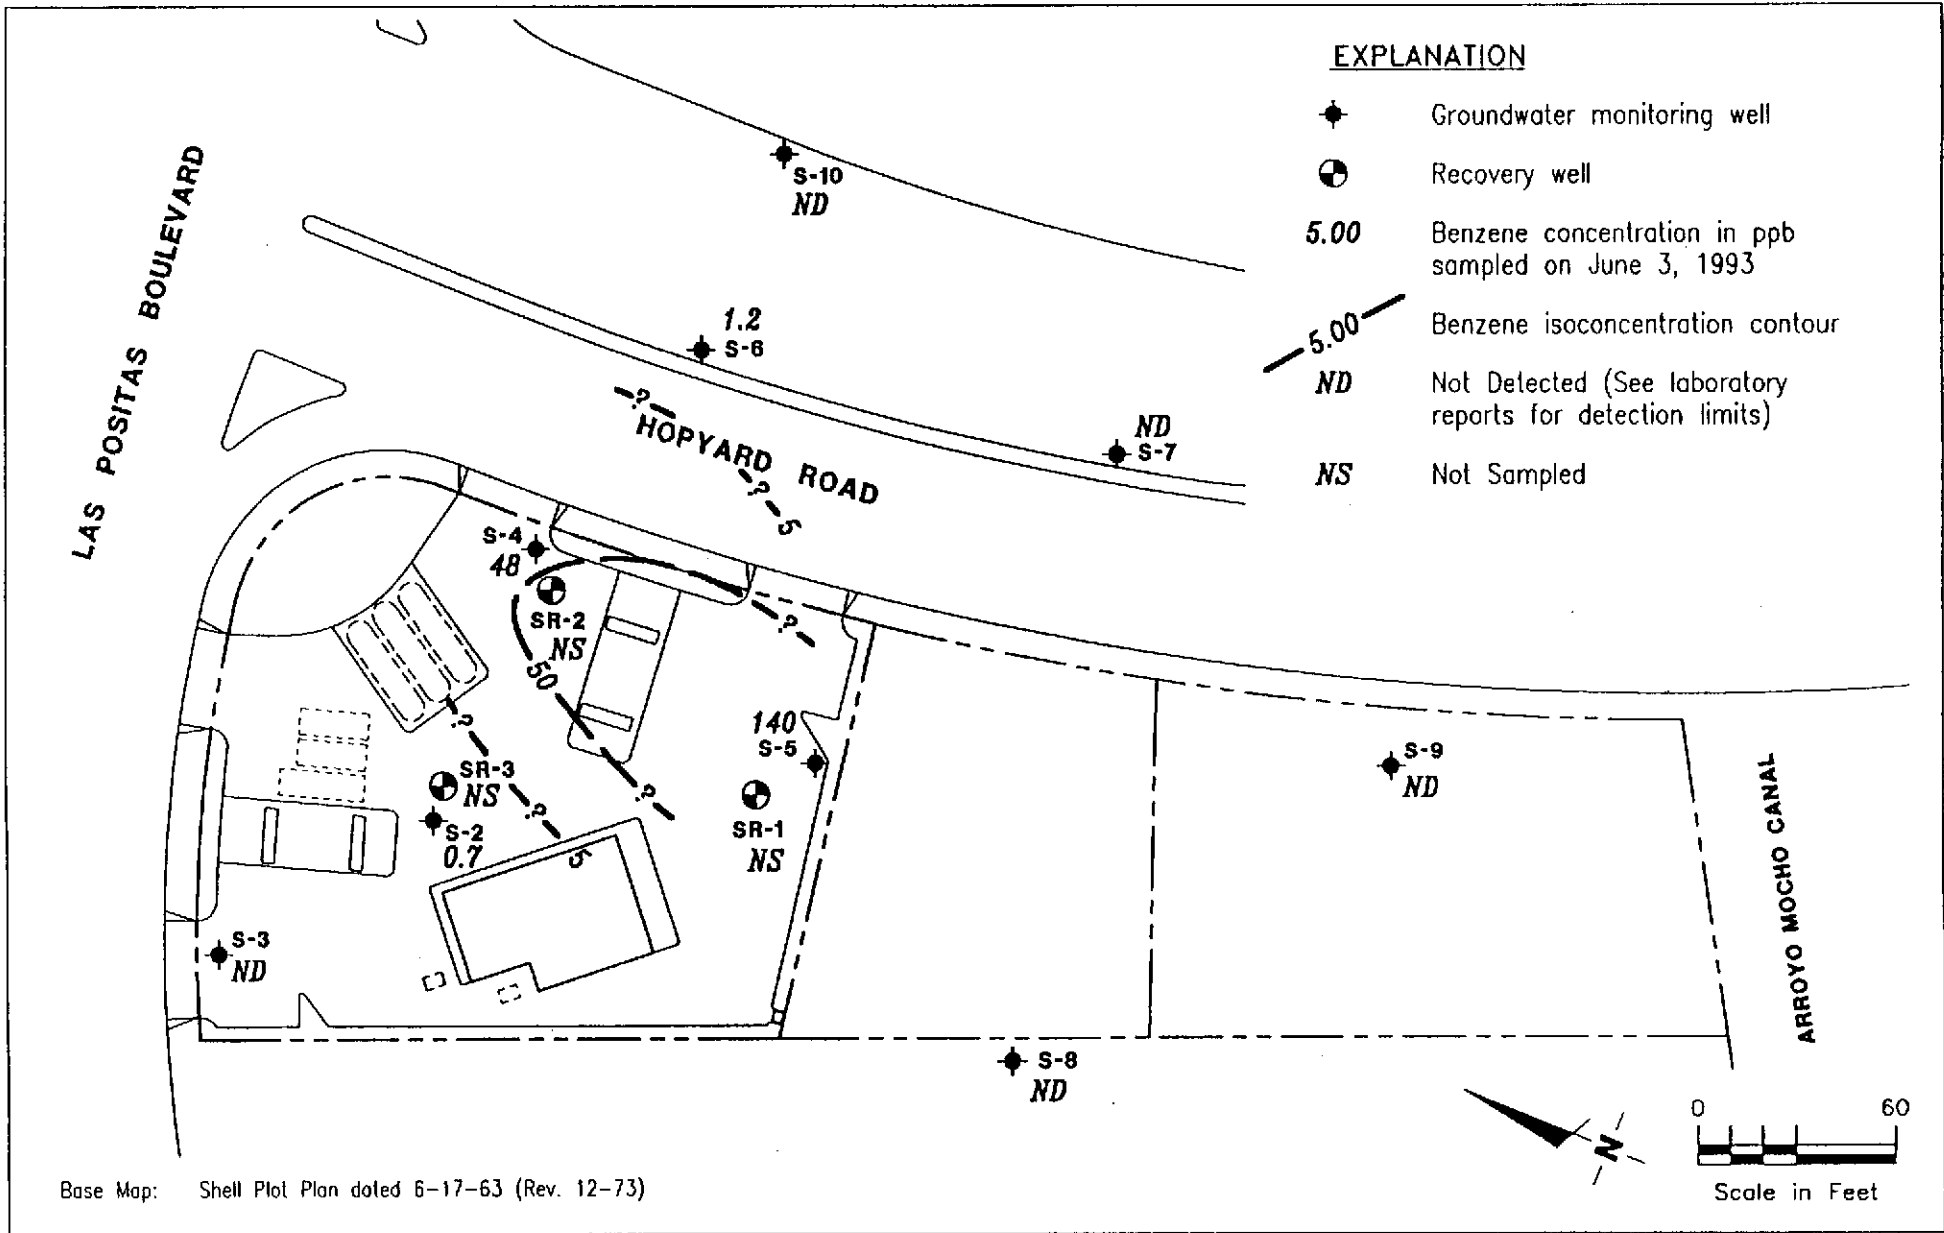 EXPLANATION
Groundwater monitoring well
Recovery well
5.00
Benzene concentration in ppb
sampled on June 3, 1993
5.00
Benzene isoconcentration contour
ND
Not Detected (See laboratory
reports for detection limits)
NS
Not Sampled
LAS POSITAS BOULEVARD
S-10
ND
1.2
S-6
?
HOPYARD ROAD
?
5
ND
S-7
S-4
48
SR-2
NS
?
50
140
S-5
?
?
SR-3
NS
?
S-2
0.7
5
SR-1
NS
S-9
ND
ARROYO MOCHO CANAL
S-3
ND
S-8
ND
N
0 60
Scale in Feet
Base Map: Shell Plot Plan dated 6-17-63 (Rev. 12-73)